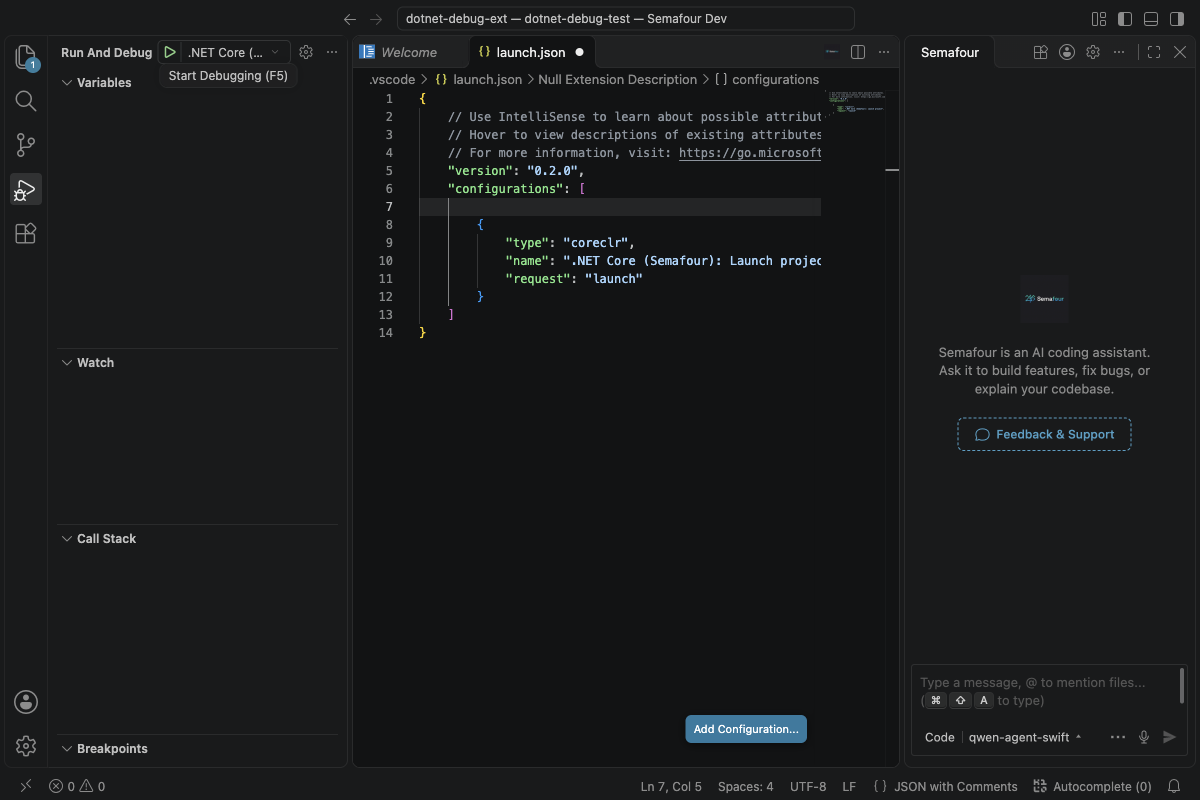 dotnet-debug-ext — dotnet-debug-test — Semafour Dev
1
Run And Debug
.NET Core (...
Start Debugging (F5)
Variables
Watch
Call Stack
Breakpoints
Welcome
{} launch.json
.vscode > {} launch.json > Null Extension Description > [ ] configurations
1 {
2 // Use IntelliSense to learn about possible attribut
3 // Hover to view descriptions of existing attributes
4 // For more information, visit: https://go.microsoft
5 "version": "0.2.0",
6 "configurations": [
7
8 {
9 "type": "coreclr",
10 "name": ".NET Core (Semafour): Launch projec
11 "request": "launch"
12 }
13 ]
14 }
Add Configuration...
Semafour
Semafour
Semafour is an AI coding assistant.
Ask it to build features, fix bugs, or
explain your codebase.
Feedback & Support
Type a message, @ to mention files...
(⌘ ⇧ A to type)
Code qwen-agent-swift
0 0
Ln 7, Col 5 Spaces: 4 UTF-8 LF {} JSON with Comments Autocomplete (0)